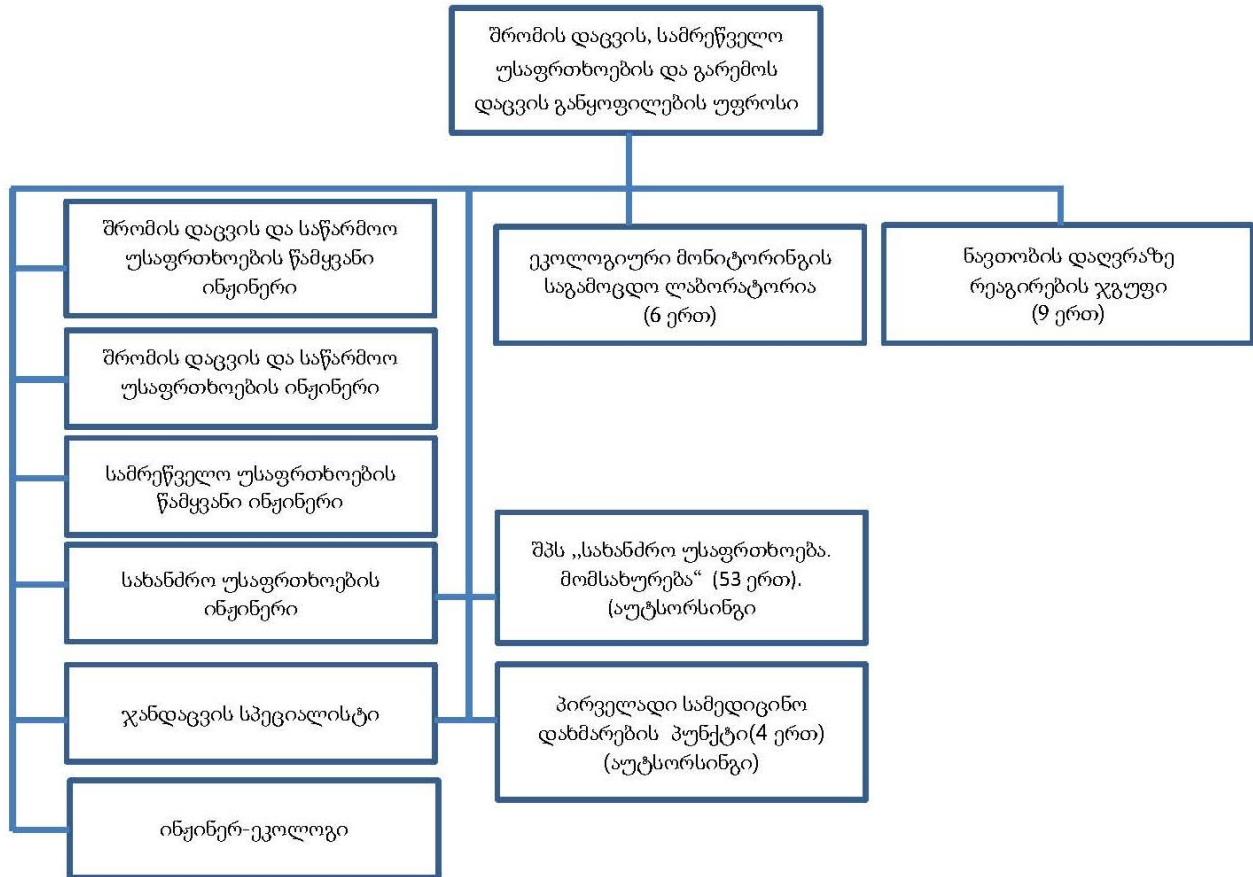 შრომის დაცვის, სამრეწველო
უსაფრთხოების და გარემოს
დაცვის განყოფილების უფროსი
შრომის დაცვის და საწარმოო
უსაფრთხოების წამყვანი
ინჟინერი
ეკოლოგიური მონიტორინგის
საგამოცდო ლაბორატორია
(6 ერთ)
ნავთობის დაღვრაზე
რეაგირების ჯგუფი
(9 ერთ)
შრომის დაცვის და საწარმოო
უსაფრთხოების ინჟინერი
სამრეწველო უსაფრთხოების
წამყვანი ინჟინერი
სახანძრო უსაფრთხოების
ინჟინერი
შპს „სახანძრო უსაფრთხოება.
მომსახურება“ (53 ერთ).
(აუტსორსინგი
ჯანდაცვის სპეციალისტი
პირველადი სამედიცინო
დახმარების პუნქტი(4 ერთ)
(აუტსორსინგი)
ინჟინერ-ეკოლოგი